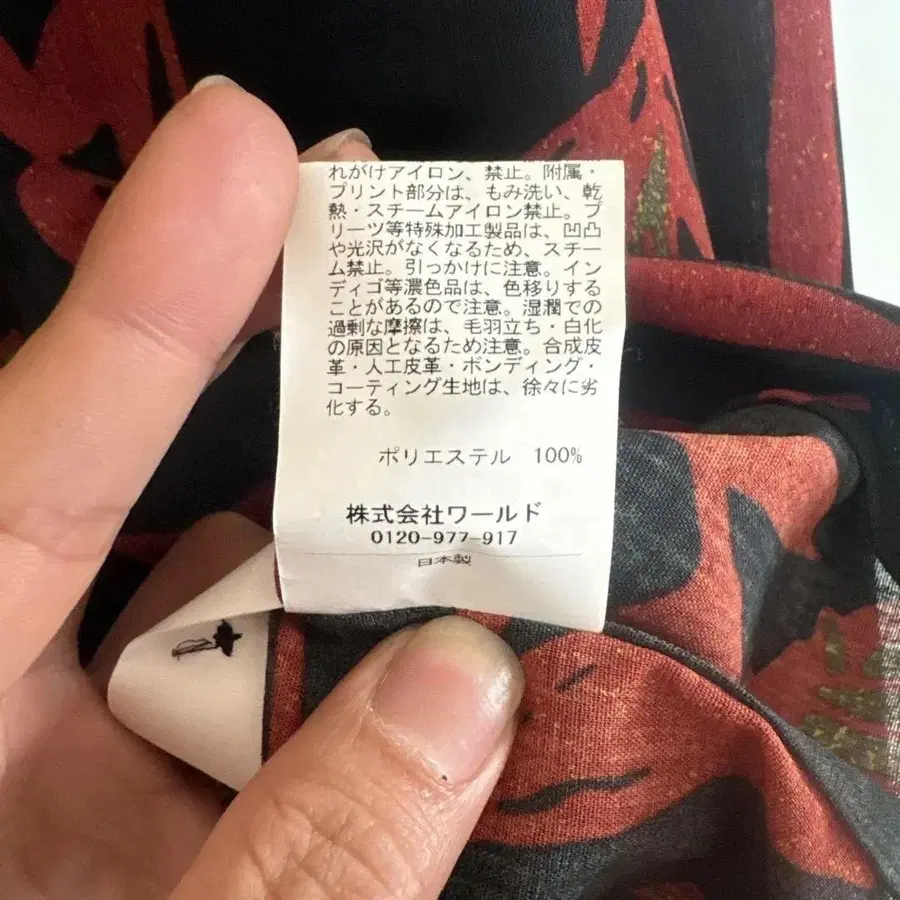 れがけアイロン、禁止。附属・
プリント部分は、もみ洗い、乾
熱・スチームアイロン禁止。プ
リーツ等特殊加工製品は、凹凸
や光沢がなくなるため、スチー
ム禁止。引っかけに注意。イン
ディゴ等濃色品は、色移りする
ことがあるので注意。湿潤での
過剰な摩擦は、毛羽立ち・白化
の原因となるため注意。合成皮
革・人工皮革・ボンディング・
コーティング生地は、徐々に劣
化する。
ポリエステル 100%
株式会社ワールド
0120-977-917
日本製